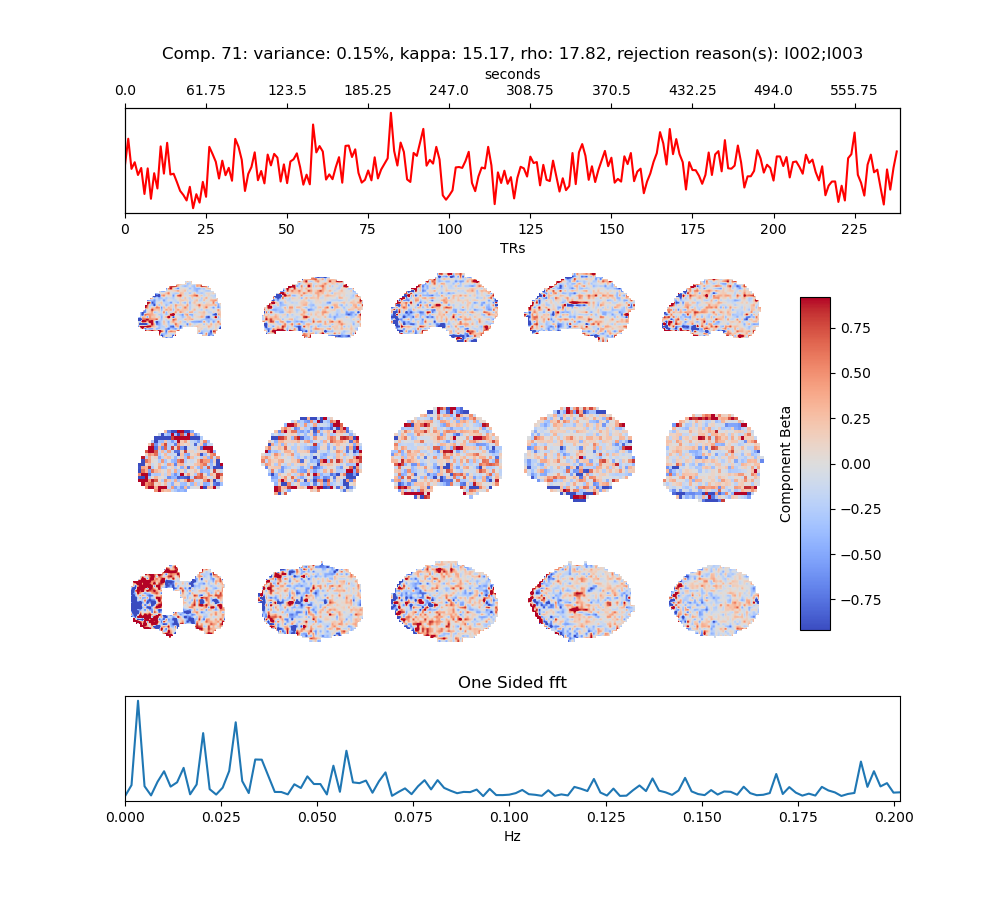 Comp. 71: variance: 0.15%, kappa: 15.17, rho: 17.82, rejection reason(s): I002;I003
seconds
0.0 61.75 123.5 185.25 247.0 308.75 370.5 432.25 494.0 555.75
0 25 50 75 100 125 150 175 200 225
TRs
0.75
0.50
0.25
0.00
−0.25
−0.50
−0.75
Component Beta
One Sided fft
0.000 0.025 0.050 0.075 0.100 0.125 0.150 0.175 0.200
Hz